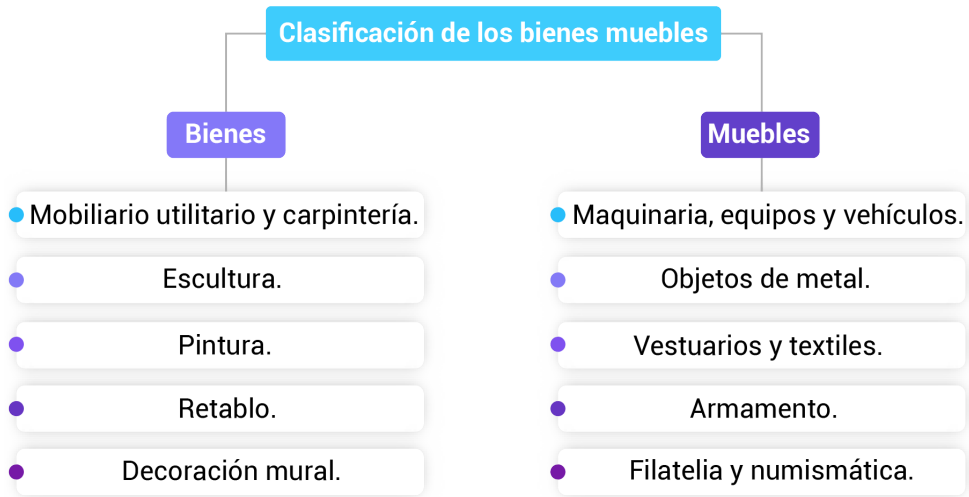 Clasificación de los bienes muebles
Bienes
Mobiliario utilitario y carpintería.
Escultura.
Pintura.
Retablo.
Decoración mural.
Muebles
Maquinaria, equipos y vehículos.
Objetos de metal.
Vestuarios y textiles.
Armamento.
Filatelia y numismática.